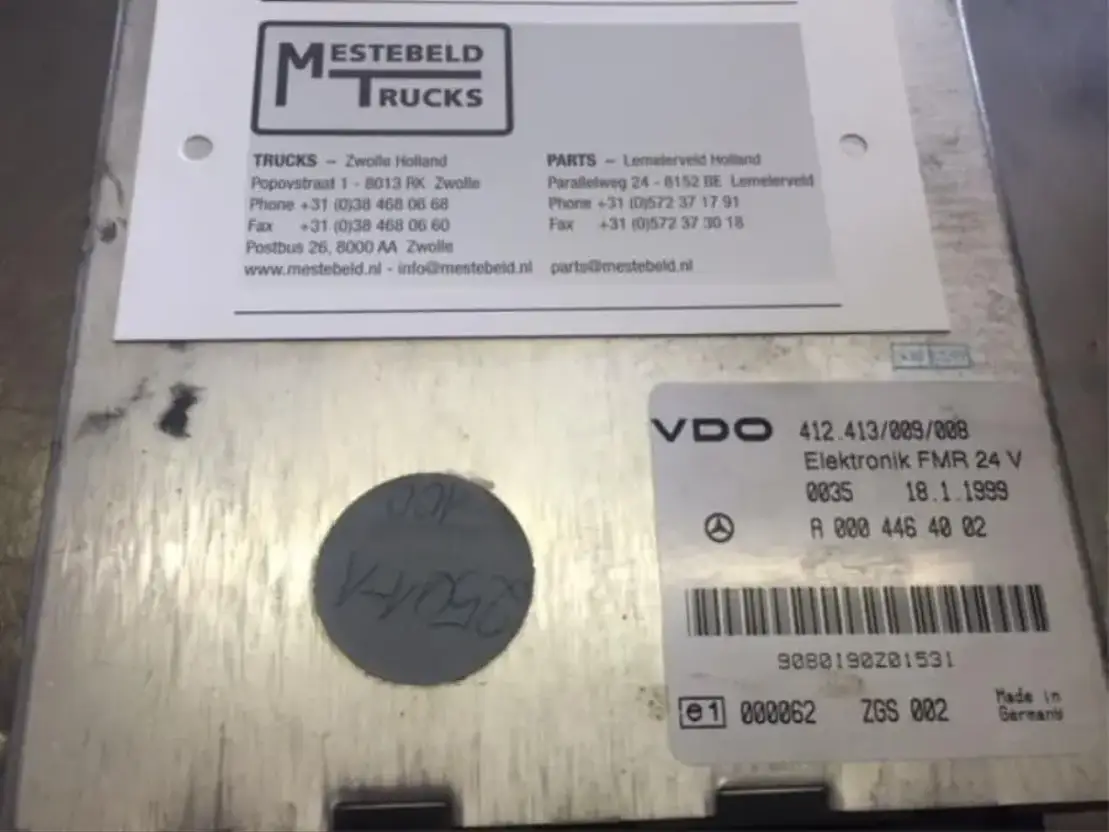 MESTEBELD
TRUCKS
TRUCKS – Zwolle Holland
Popovstraat 1 - 8013 RK Zwolle
Phone +31 (0)38 468 06 68
Fax +31 (0)38 468 06 60
Postbus 26, 8000 AA Zwolle
www.mestebeld.nl - info@mestebeld.nl
PARTS – Lemelerveld Holland
Parallelweg 24 - 8152 BE Lemelerveld
Phone +31 (0)572 37 17 91
Fax +31 (0)572 37 30 18
parts@mestebeld.nl
VDO 412.413/009/008
Elektronik FMR 24 V
0035 18.1.1999
A 000 446 40 02
9080190Z01531
e1 000062 ZGS 002 Made in
Germany